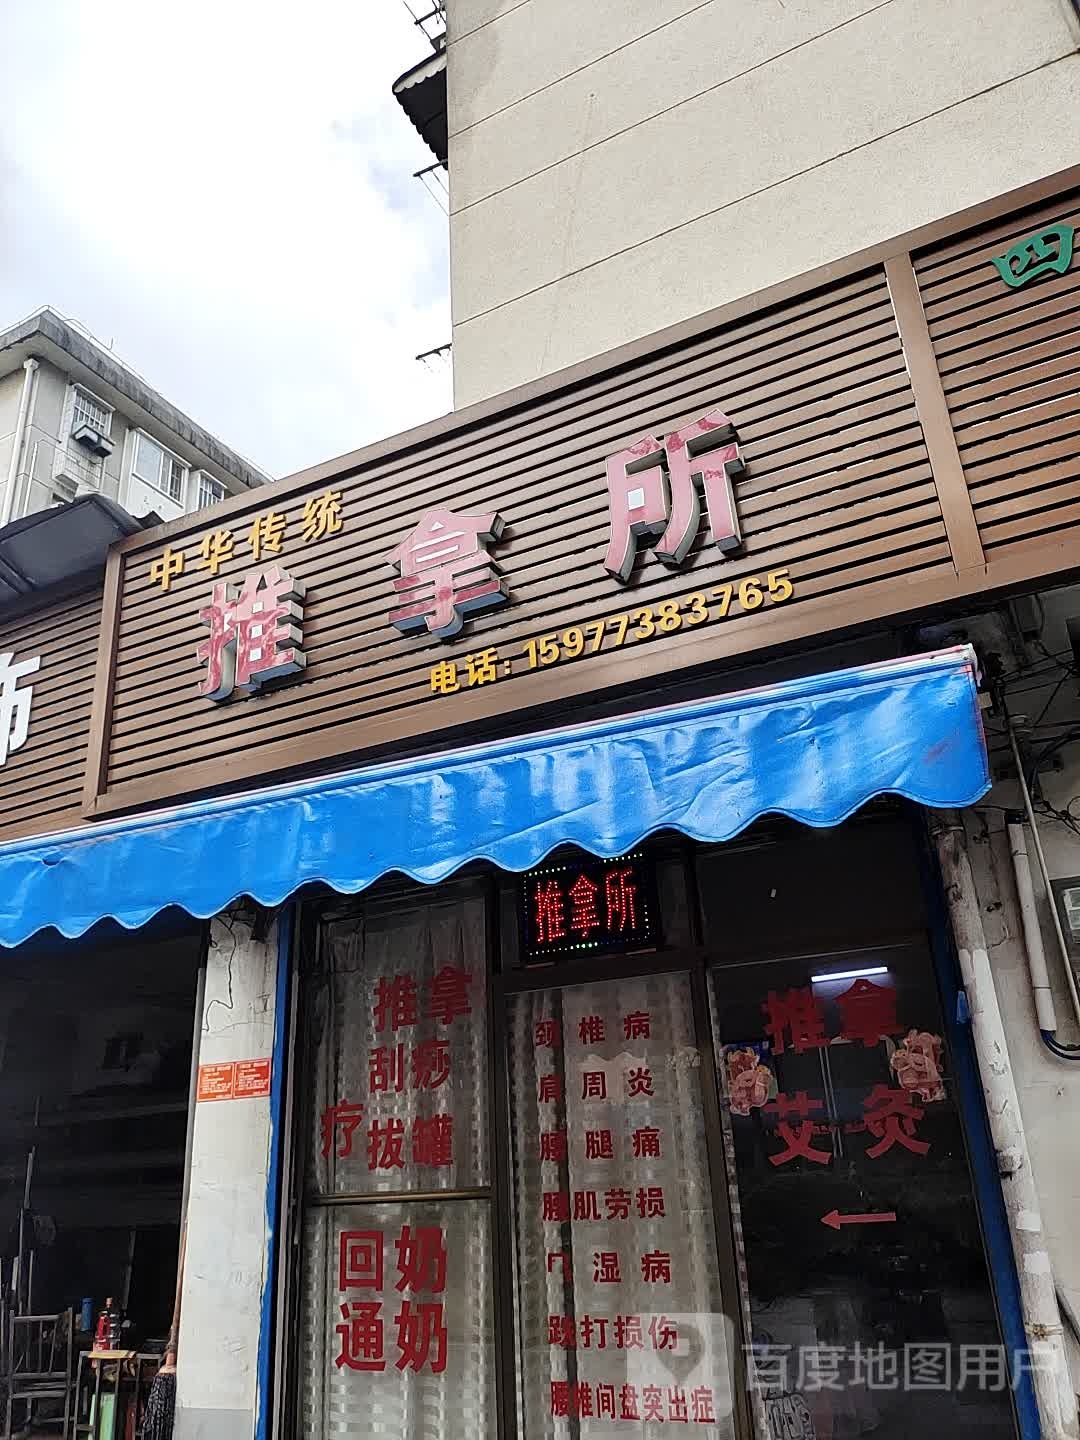 四
中华传统
推拿所
电话:15977383765
饰
推拿所
推拿
刮痧
疗 拔罐
回奶
通奶
颈椎病
肩周炎
腰腿痛
腰肌劳损
湿病
跌打损伤
腰椎间盘突出症
推拿
艾灸
百度地图用户